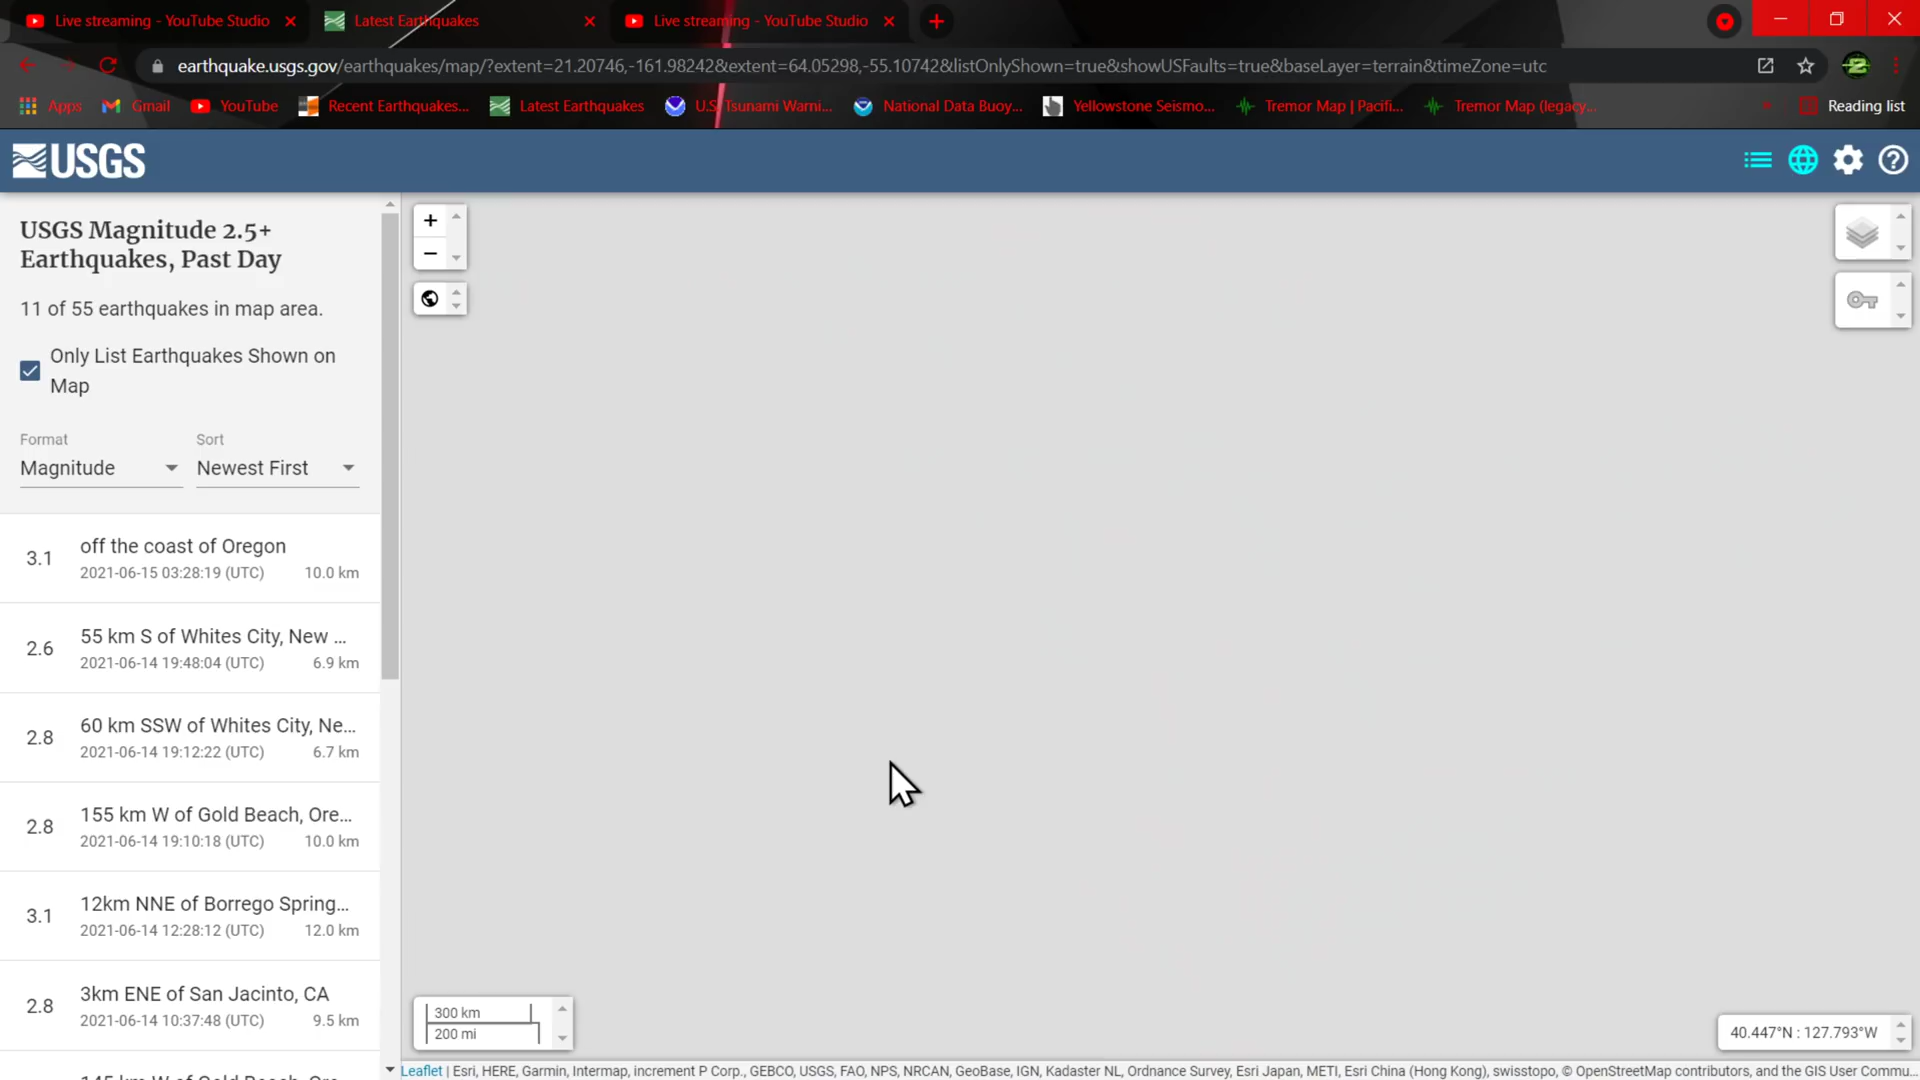 Live streaming - YouTube Studio
Latest Earthquakes
Live streaming - YouTube Studio
earthquake.usgs.gov/earthquakes/map/?extent=21.20746,-161.98242&extent=64.05298,-55.10742&listOnlyShown=true&showUSFaults=true&baseLayer=terrain&timeZone=utc
Apps
Gmail
YouTube
Recent Earthquakes...
Latest Earthquakes
U.S. Tsunami Warni...
National Data Buoy...
Yellowstone Seismo...
Tremor Map | Pacifi...
Tremor Map (legacy...
Reading list
USGS
USGS Magnitude 2.5+
Earthquakes, Past Day
11 of 55 earthquakes in map area.
Only List Earthquakes Shown on
Map
Format
Sort
Magnitude
Newest First
3.1
off the coast of Oregon
2021-06-15 03:28:19 (UTC)
10.0 km
2.6
55 km S of Whites City, New ...
2021-06-14 19:48:04 (UTC)
6.9 km
2.8
60 km SSW of Whites City, Ne...
2021-06-14 19:12:22 (UTC)
6.7 km
2.8
155 km W of Gold Beach, Ore...
2021-06-14 19:10:18 (UTC)
10.0 km
3.1
12km NNE of Borrego Spring...
2021-06-14 12:28:12 (UTC)
12.0 km
2.8
3km ENE of San Jacinto, CA
2021-06-14 10:37:48 (UTC)
9.5 km
300 km
200 mi
40.447°N : 127.793°W
Leaflet | Esri, HERE, Garmin, Intermap, increment P Corp., GEBCO, USGS, FAO, NPS, NRCAN, GeoBase, IGN, Kadaster NL, Ordnance Survey, Esri Japan, METI, Esri China (Hong Kong), swisstopo, © OpenStreetMap contributors, and the GIS User Commu...